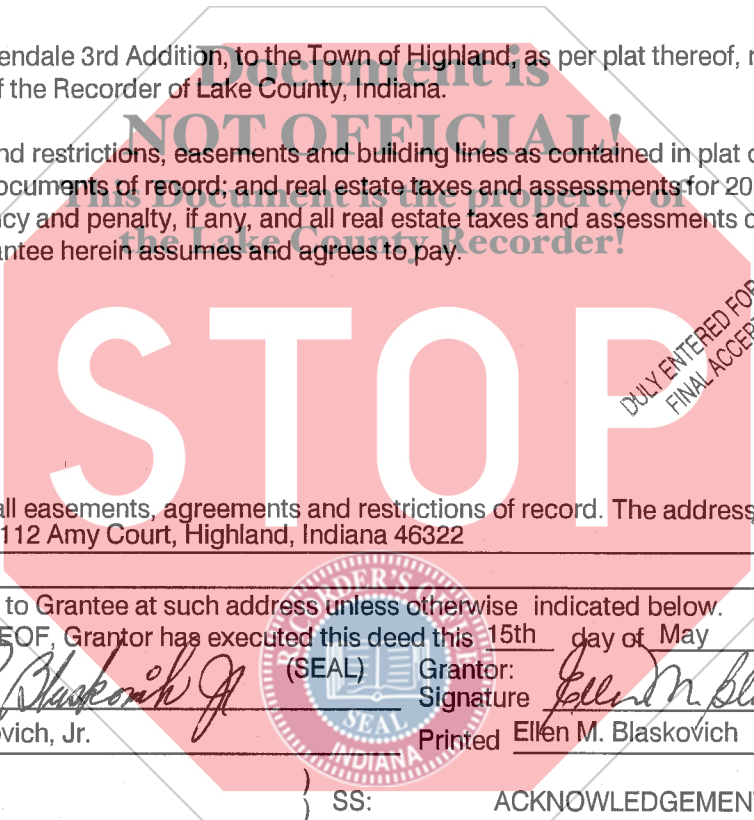 endale 3rd Addition, to the Town of Highland, as per plat thereof,
Document is
f the Recorder of Lake County, Indiana.
NOT OFFICIAL!
nd restrictions, easements and building lines as contained in plat
ocuments of record; and real estate taxes and assessments for 20
This Document is the property of
cy and penalty, if any, and all real estate taxes and assessments
antee herein assumes and agrees to pay.
the Lake County Recorder!
DULY ENTERED FOR
FINAL ACCEP
STOP
all easements, agreements and restrictions of record. The address
112 Amy Court, Highland, Indiana 46322
to Grantee at such address unless otherwise indicated below.
EOF, Grantor has executed this deed this 15th day of May
Blaskovich Jr (SEAL) Grantor:
Signature Ellen M. Bla
vich, Jr. Printed Ellen M. Blaskovich
RECORDER'S OFFICE
SEAL
INDIANA
) SS: ACKNOWLEDGEMENT
)